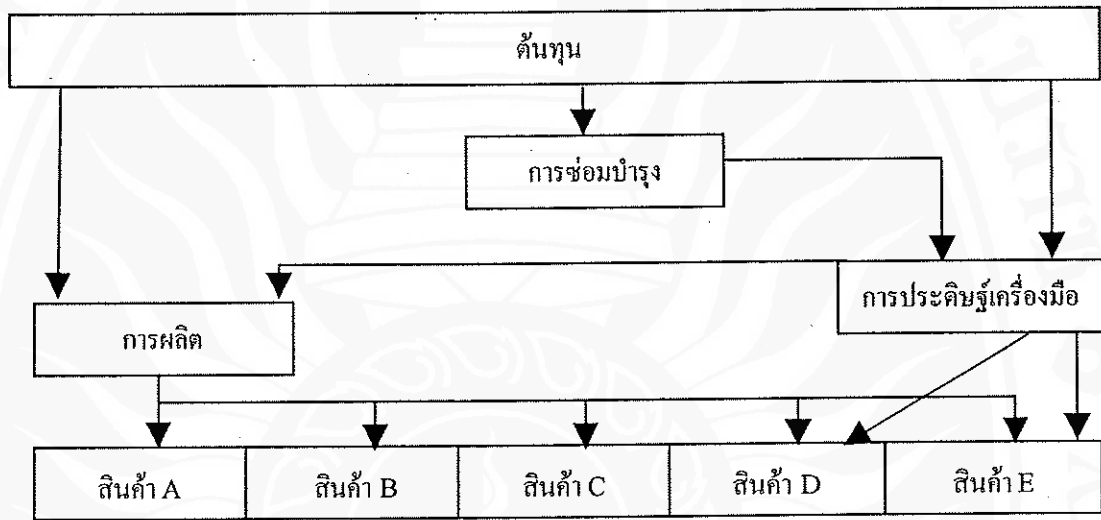 ต้นทุน
การซ่อมบำรุง
การประดิษฐ์เครื่องมือ
การผลิต
สินค้า A
สินค้า B
สินค้า C
สินค้า D
สินค้า E